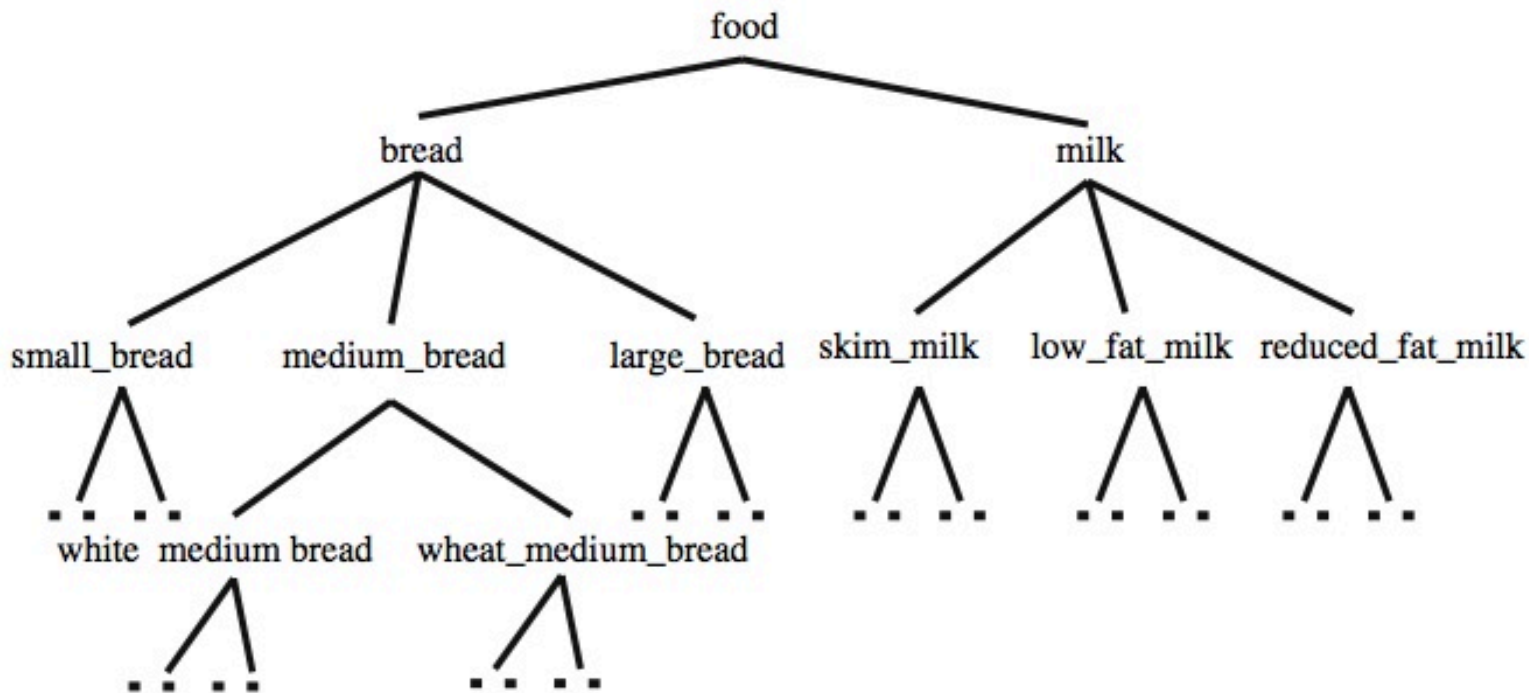 food
bread milk
small_bread medium_bread large_bread skim_milk low_fat_milk reduced_fat_milk
white medium bread wheat_medium_bread